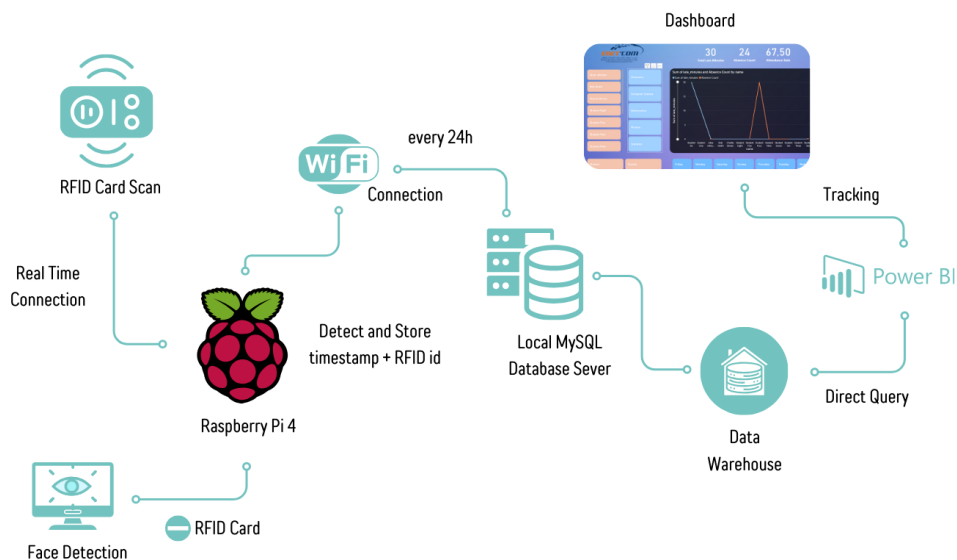 Dashboard
30
24
67,50
RFID Card Scan
Wi Fi
every 24h
Connection
Tracking
Real Time
Connection
Power BI
Detect and Store
timestamp + RFID id
Local MySQL
Database Sever
Raspberry Pi 4
Direct Query
Data
Warehouse
RFID Card
Face Detection